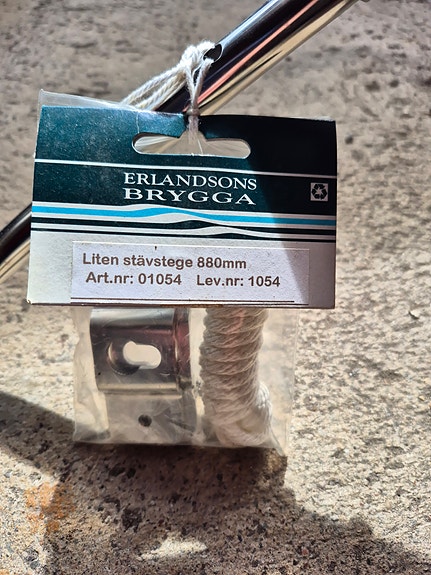 ERLANDSONS
BRYGGA
Liten stävstege 880mm
Art.nr: 01054 Lev.nr: 1054